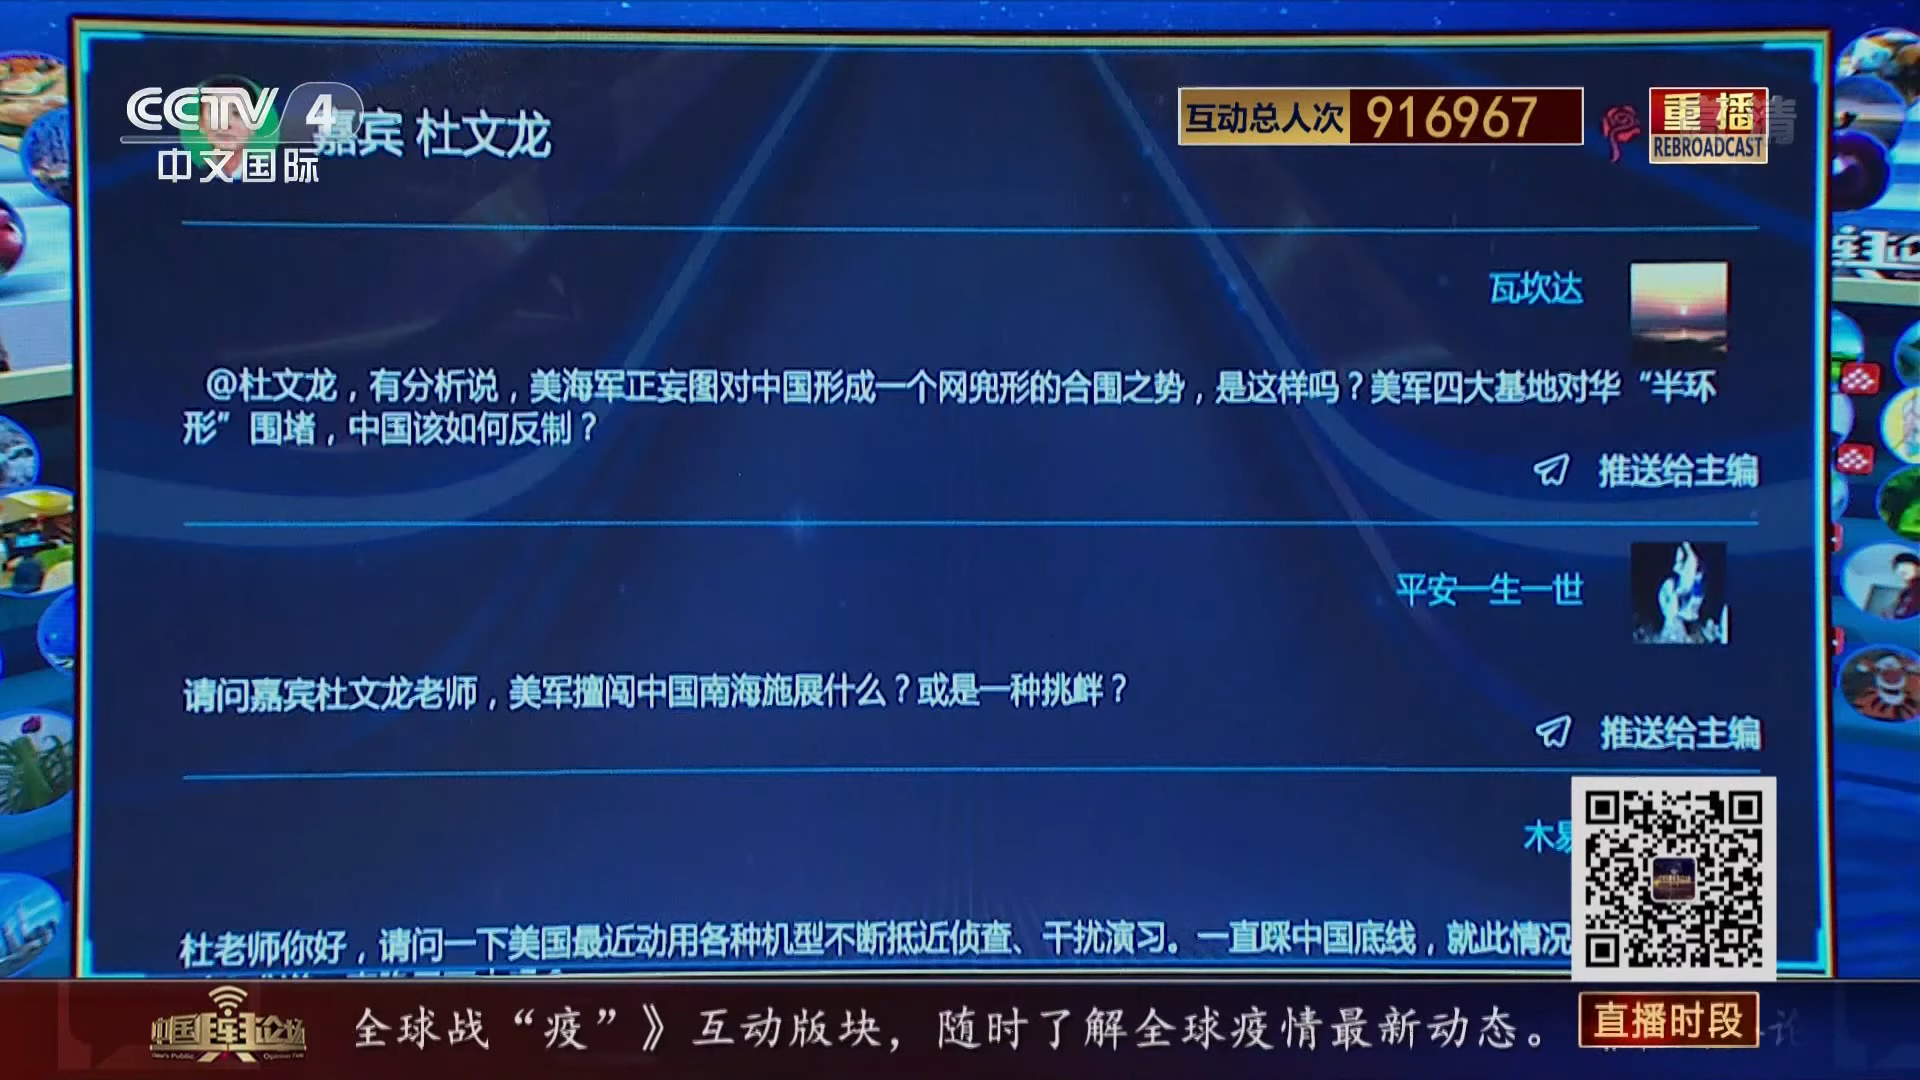 CCTV 4
中文国际
嘉宾 杜文龙
互动总人次 916967
重播
REBROADCAST
瓦坎达
@杜文龙，有分析说，美海军正妄图对中国形成一个网兜形的合围之势，是这样吗？美军四大基地对华“半环
形”围堵，中国该如何反制？
推送给主编
平安一生一世
请问嘉宾杜文龙老师，美军擅闯中国南海施展什么？或是一种挑衅？
推送给主编
木易
杜老师你好，请问一下美国最近动用各种机型不断抵近侦查、干扰演习。一直踩中国底线，就此情况
中国舆论场
全球战“疫”》互动版块，随时了解全球疫情最新动态。
直播时段